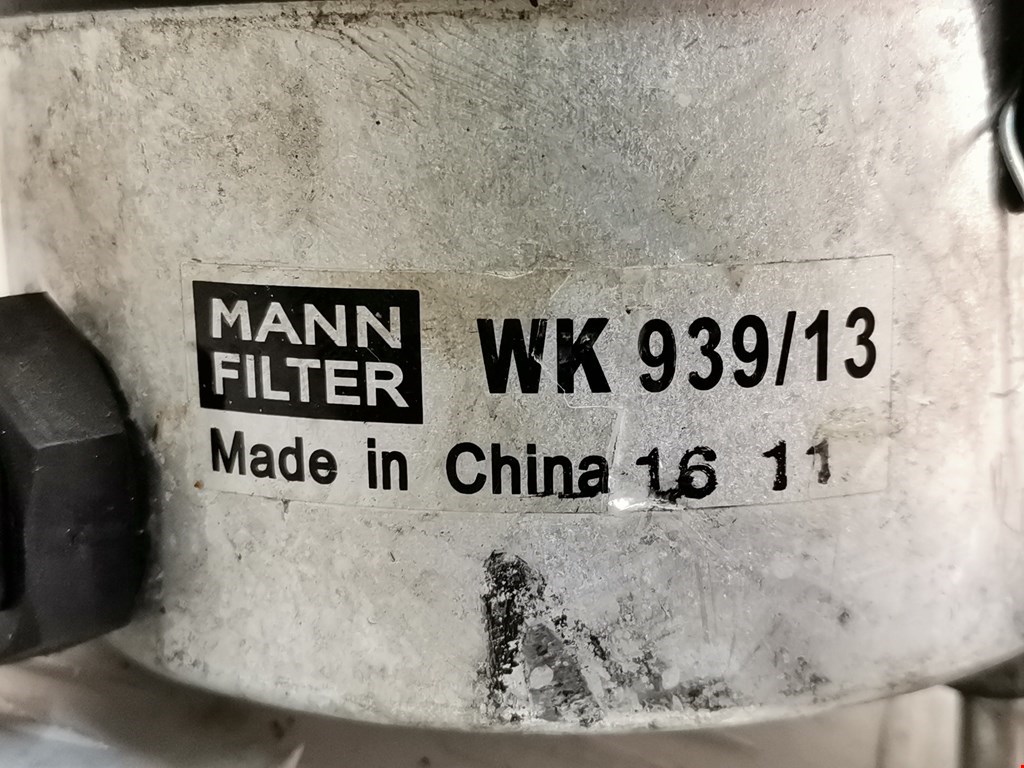 MANN
FILTER
WK 939/13
Made in China 16 11